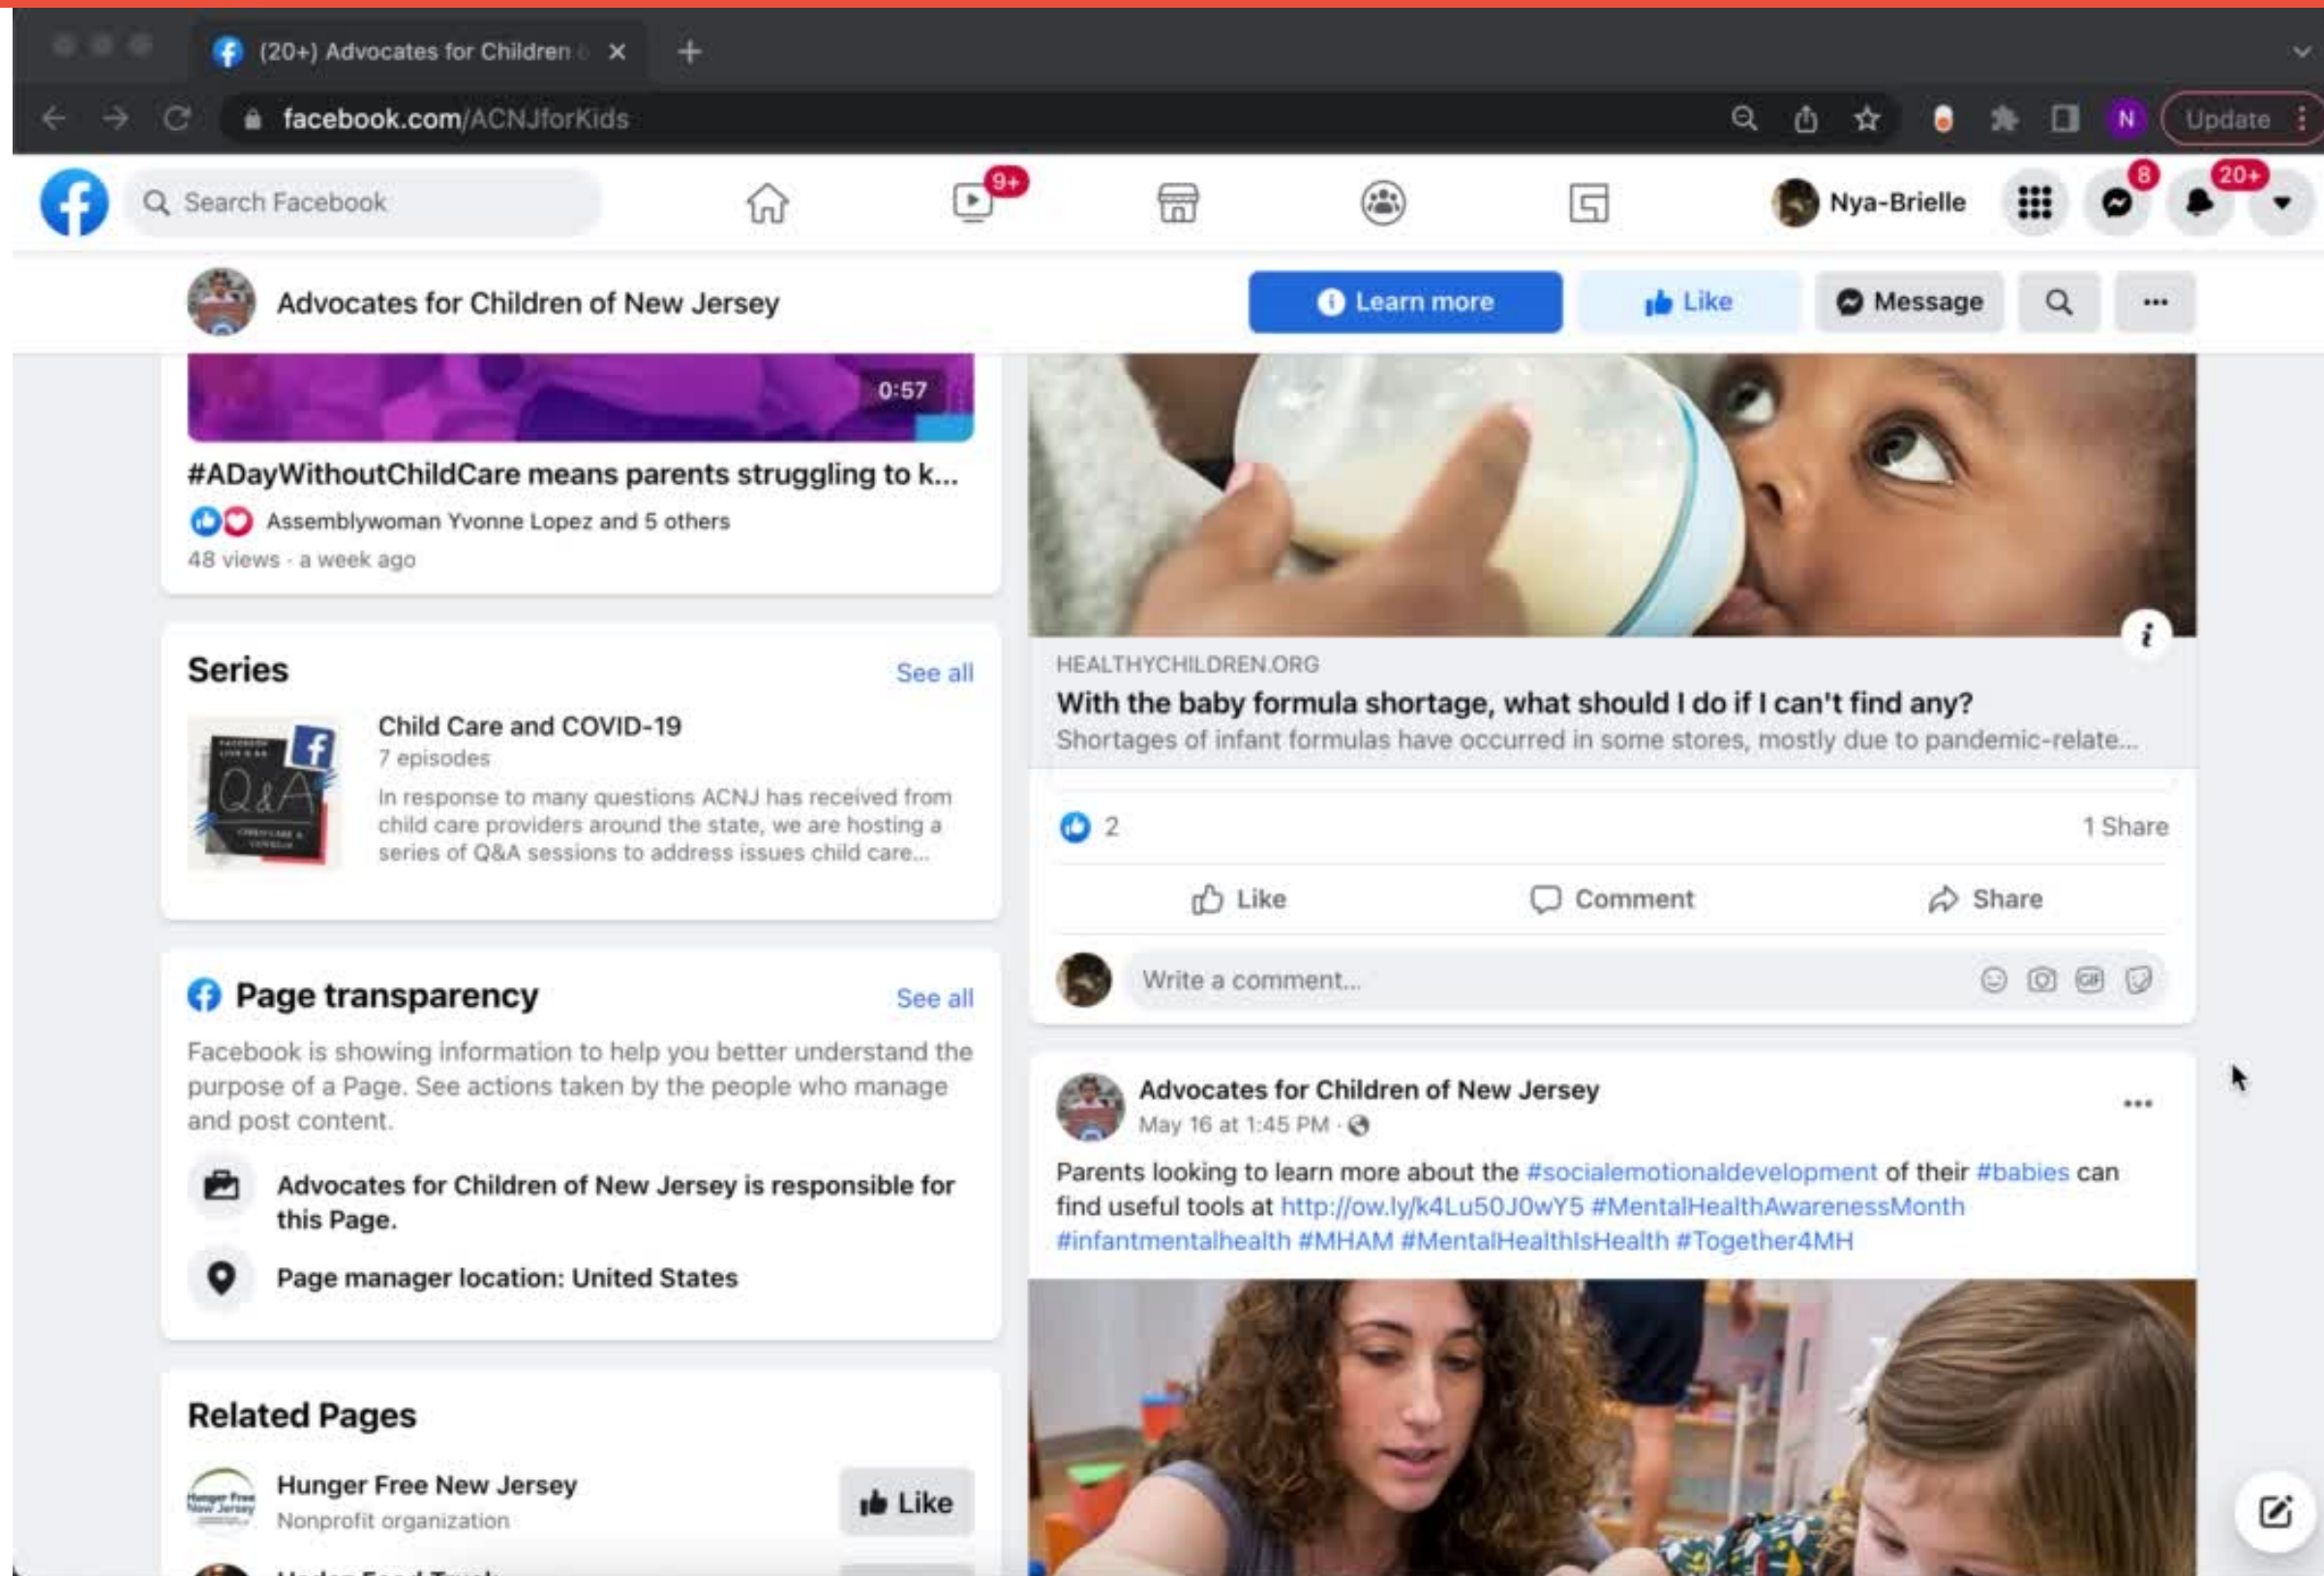 (20+) Advocates for Children
facebook.com/ACNJforKids
N
Update
Search Facebook
9+
Nya-Brielle
8
20+
Advocates for Children of New Jersey
Learn more
Like
Message
0:57
#ADayWithoutChildCare means parents struggling to k...
Assemblywoman Yvonne Lopez and 5 others
48 views · a week ago
Series
See all
Q&A
Child Care and COVID-19
7 episodes
In response to many questions ACNJ has received from
child care providers around the state, we are hosting a
series of Q&A sessions to address issues child care...
Page transparency
See all
Facebook is showing information to help you better understand the
purpose of a Page. See actions taken by the people who manage
and post content.
Advocates for Children of New Jersey is responsible for
this Page.
Page manager location: United States
Related Pages
Hunger Free
New Jersey
Hunger Free New Jersey
Nonprofit organization
Like
HEALTHYCHILDREN.ORG
With the baby formula shortage, what should I do if I can't find any?
Shortages of infant formulas have occurred in some stores, mostly due to pandemic-relate...
2
1 Share
Like
Comment
Share
Write a comment...
GIF
Advocates for Children of New Jersey
May 16 at 1:45 PM ·
Parents looking to learn more about the #socialemotionaldevelopment of their #babies can
find useful tools at http://ow.ly/k4Lu50J0wY5 #MentalHealthAwarenessMonth
#infantmentalhealth #MHAM #MentalHealthIsHealth #Together4MH